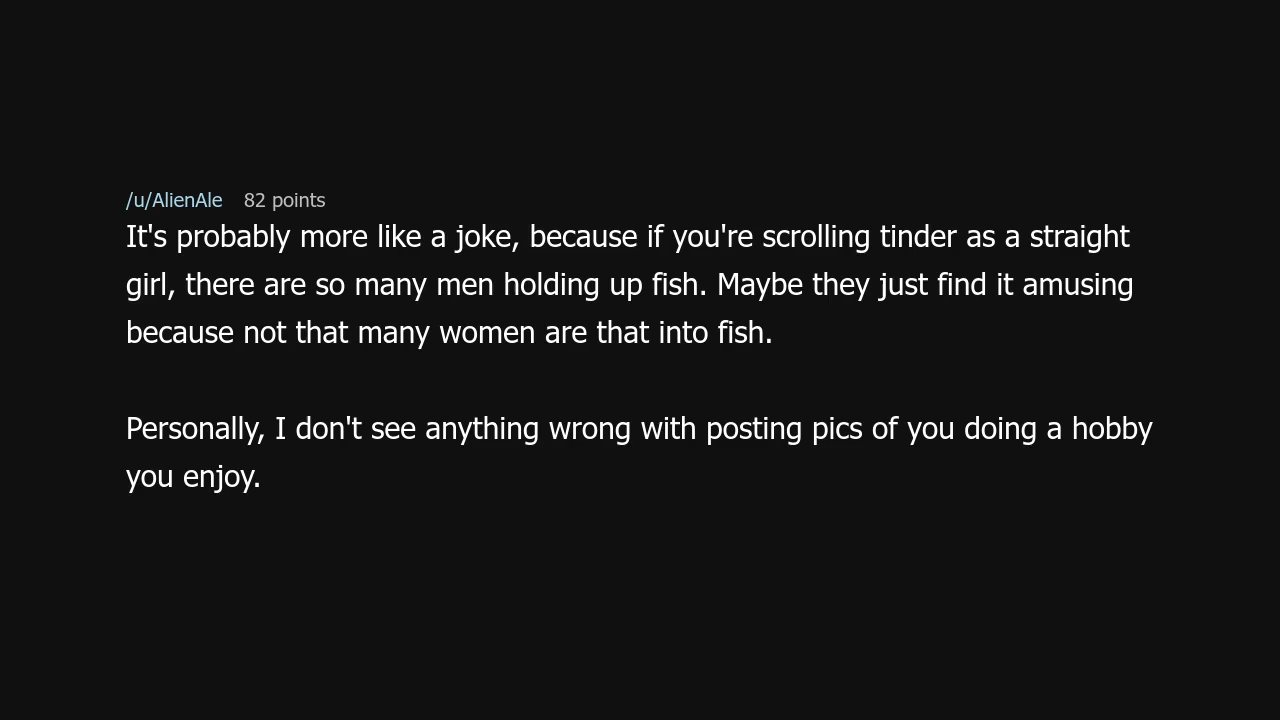 /u/AlienAle 82 points
It's probably more like a joke, because if you're scrolling tinder as a straight
girl, there are so many men holding up fish. Maybe they just find it amusing
because not that many women are that into fish.
Personally, I don't see anything wrong with posting pics of you doing a hobby
you enjoy.